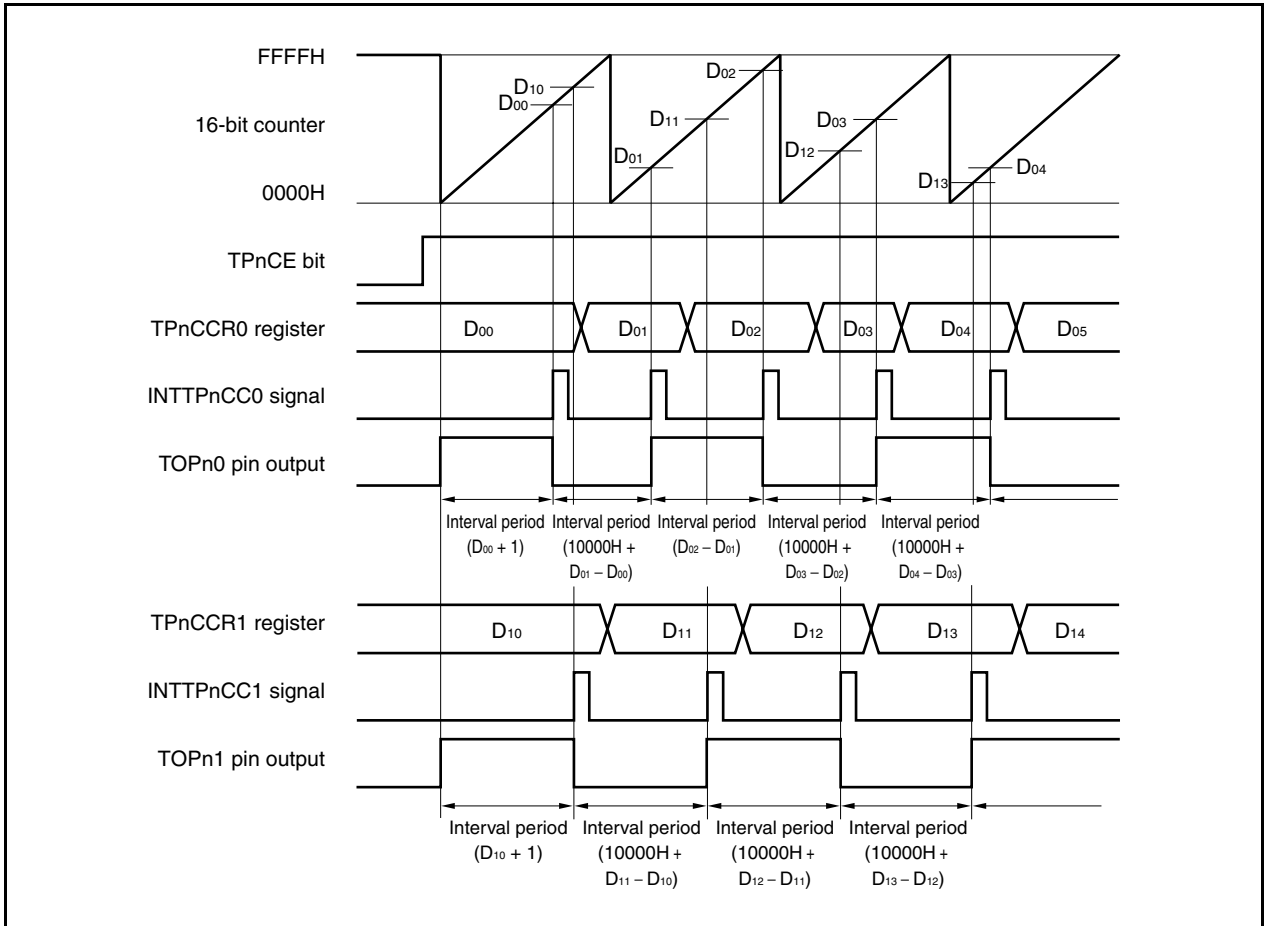 FFFFH
D10
D00
D02
16-bit counter
D11
D03
D01
D12
0000H
D13
D04
TPnCE bit
TPnCCR0 register
D00
D01
D02
D03
D04
D05
INTTPnCC0 signal
TOPn0 pin output
Interval period
(D00 + 1)
Interval period
(10000H +
D01 – D00)
Interval period
(D02 – D01)
Interval period
(10000H +
D03 – D02)
Interval period
(10000H +
D04 – D03)
TPnCCR1 register
D10
D11
D12
D13
D14
INTTPnCC1 signal
TOPn1 pin output
Interval period
(D10 + 1)
Interval period
(10000H +
D11 – D10)
Interval period
(10000H +
D12 – D11)
Interval period
(10000H +
D13 – D12)